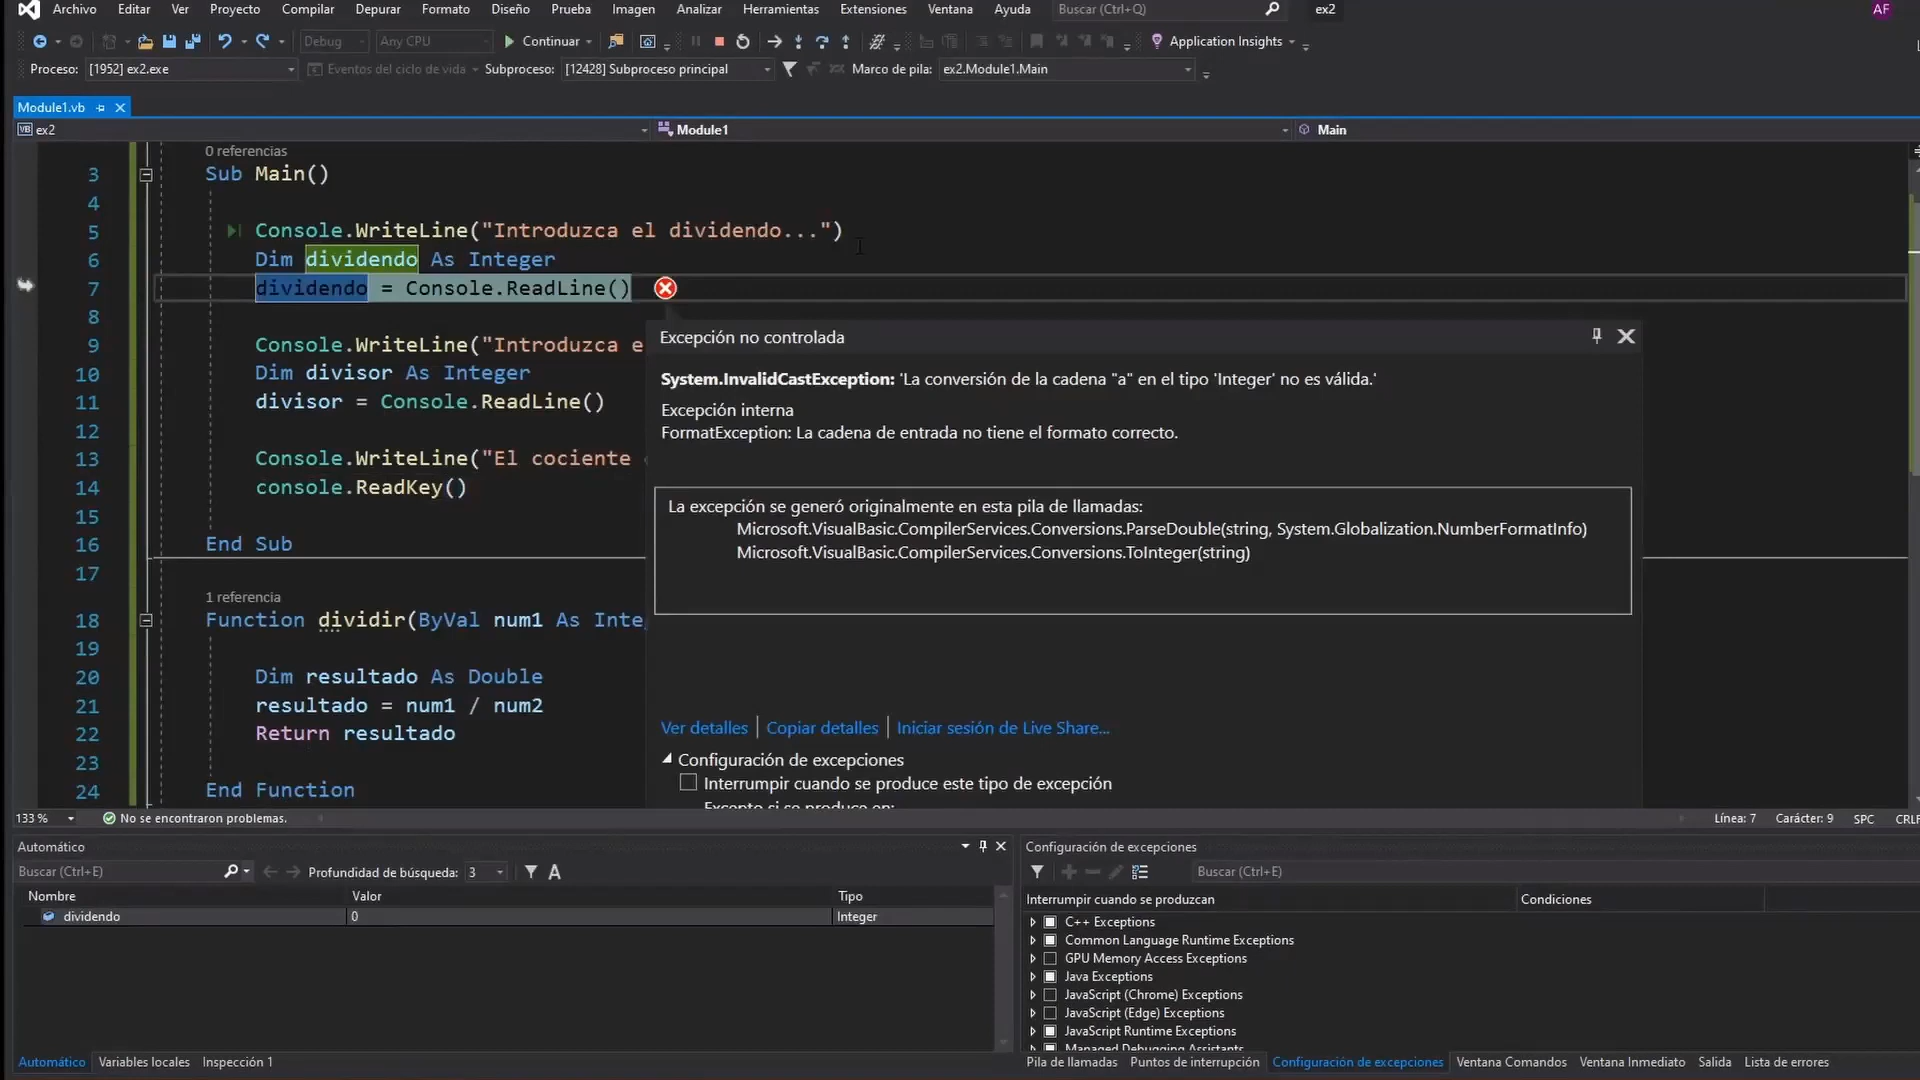 Archivo Editar Ver Proyecto Compilar Depurar Formato Diseño Prueba Imagen Analizar Herramientas Extensiones Ventana Ayuda Buscar (Ctrl+Q) ex2 AF
Debug Any CPU Continuar Application Insights
Proceso: [1952] ex2.exe Eventos del ciclo de vida Subproceso: [12428] Subproceso principal Marco de pila: ex2.Module1.Main
Module1.vb
VB ex2 Module1 Main
0 referencias
3 Sub Main()
4
5 Console.WriteLine("Introduzca el dividendo...")
6 Dim dividendo As Integer
7 dividendo = Console.ReadLine()
8
9 Console.WriteLine("Introduzca e
10 Dim divisor As Integer
11 divisor = Console.ReadLine()
12
13 Console.WriteLine("El cociente
14 console.ReadKey()
15
16 End Sub
17
1 referencia
18 Function dividir(ByVal num1 As Inte
19
20 Dim resultado As Double
21 resultado = num1 / num2
22 Return resultado
23
24 End Function
Excepción no controlada
System.InvalidCastException: 'La conversión de la cadena "a" en el tipo 'Integer' no es válida.'
Excepción interna
FormatException: La cadena de entrada no tiene el formato correcto.
La excepción se generó originalmente en esta pila de llamadas:
Microsoft.VisualBasic.CompilerServices.Conversions.ParseDouble(string, System.Globalization.NumberFormatInfo)
Microsoft.VisualBasic.CompilerServices.Conversions.ToInteger(string)
Ver detalles Copiar detalles Iniciar sesión de Live Share...
Configuración de excepciones
Interrumpir cuando se produce este tipo de excepción
Excepto si se produce en:
133 % No se encontraron problemas. Línea: 7 Carácter: 9 SPC CRLF
Automático
Buscar (Ctrl+E) Profundidad de búsqueda: 3 A
Nombre Valor Tipo
dividendo 0 Integer
Automático Variables locales Inspección 1
Configuración de excepciones
Buscar (Ctrl+E)
Interrumpir cuando se produzcan Condiciones
C++ Exceptions
Common Language Runtime Exceptions
GPU Memory Access Exceptions
Java Exceptions
JavaScript (Chrome) Exceptions
JavaScript (Edge) Exceptions
JavaScript Runtime Exceptions
Managed Debugging Assistants
Pila de llamadas Puntos de interrupción Configuración de excepciones Ventana Comandos Ventana Inmediato Salida Lista de errores